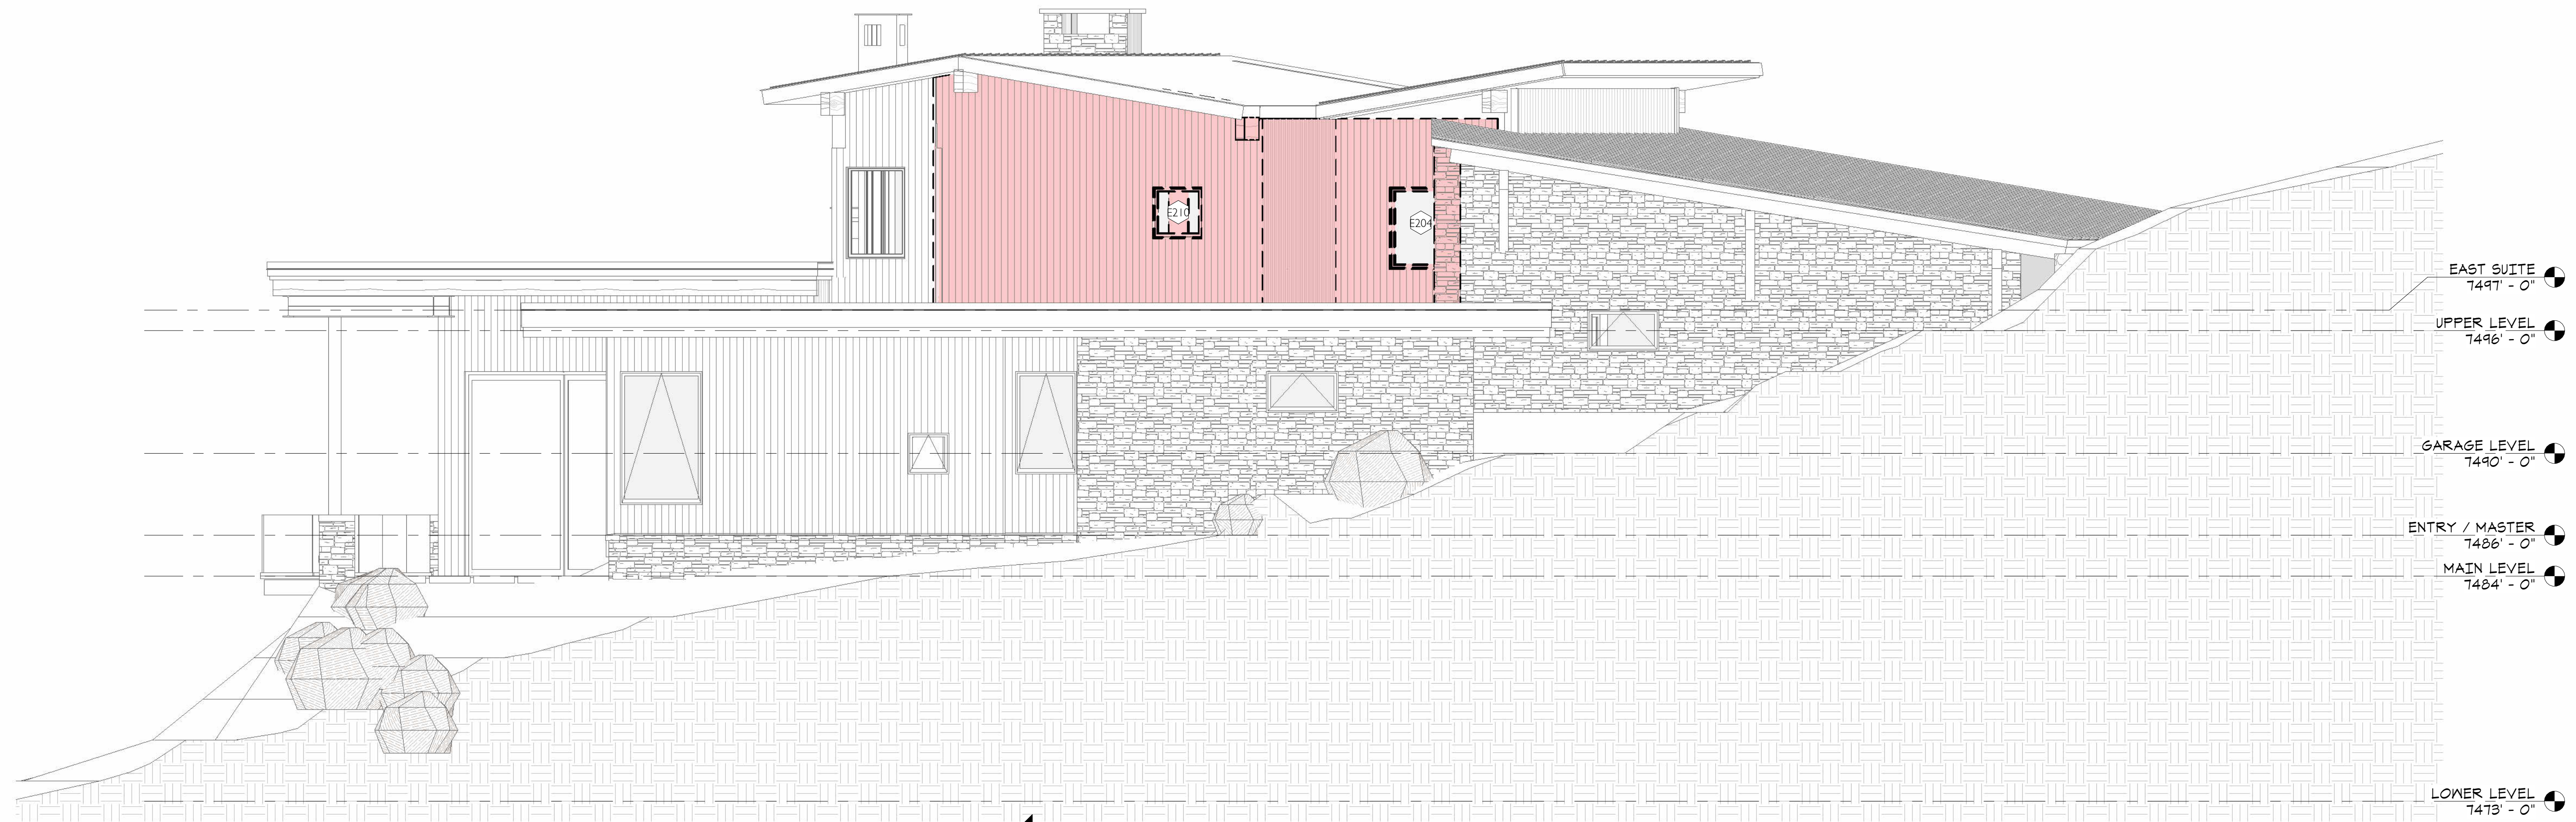 E210
E204
EAST SUITE
7497' - 0"
UPPER LEVEL
7496' - 0"
GARAGE LEVEL
7490' - 0"
ENTRY / MASTER
7486' - 0"
MAIN LEVEL
7484' - 0"
LOWER LEVEL
7473' - 0"